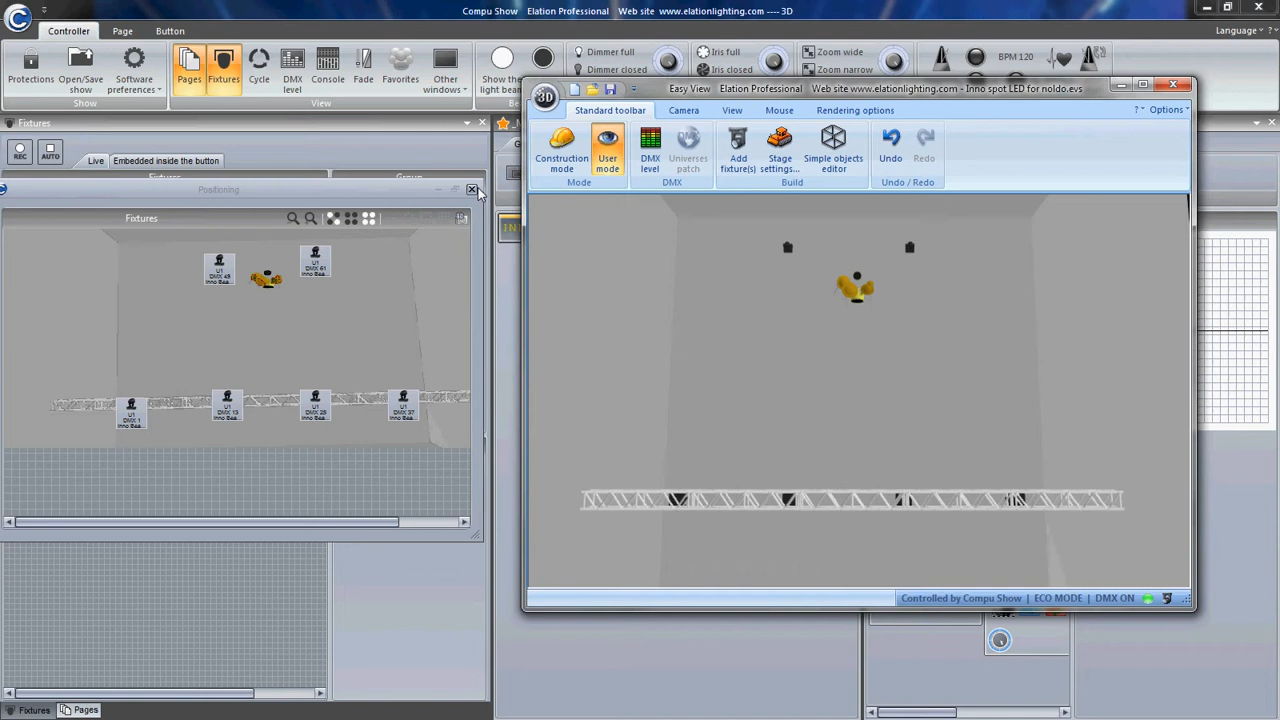 Compu Show   Elation Professional   Web site www.elationlighting.com ---- 3D
Controller Page Button Language ?
Protections Open/Save show Software preferences Pages Fixtures Cycle DMX level Console Fade Favorites Other windows Show the light beam
Dimmer full Iris full Zoom wide BPM 120
Dimmer closed Iris closed Zoom narrow
Show View
Fixtures
REC AUTO Live Embedded inside the button
Fixtures Group
Positioning
Fixtures
U1 DMX 49 Inno Bea...
U1 DMX 61 Inno Bea...
U1 DMX 1 Inno Bea...
U1 DMX 13 Inno Bea...
U1 DMX 25 Inno Bea...
U1 DMX 37 Inno Bea...
Fixtures Pages
Easy View   Elation Professional   Web site www.elationlighting.com - Inno spot LED for noldo.evs
3D
Standard toolbar Camera View Mouse Rendering options ? Options
Construction mode User mode DMX level Universes patch Add fixture(s) Stage settings... Simple objects editor Undo Redo
Mode DMX Build Undo / Redo
Controlled by Compu Show ECO MODE DMX ON